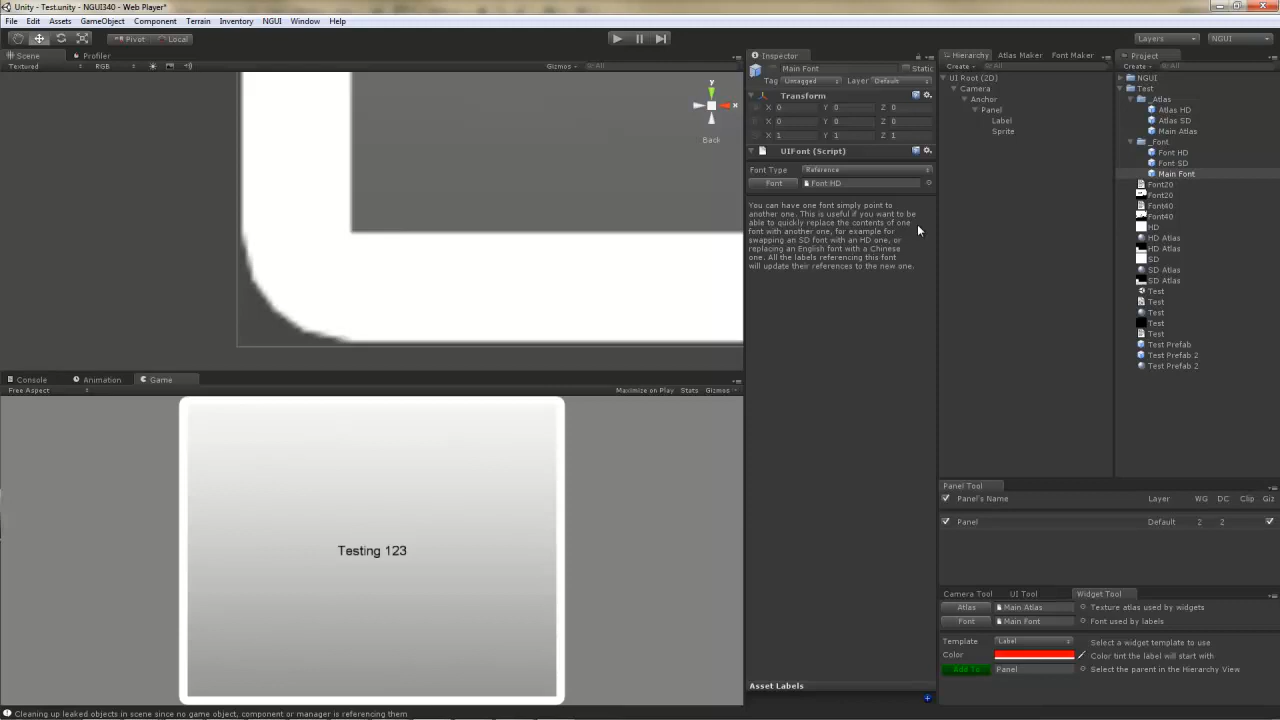 Unity - Test.unity - NGUI340 - Web Player*
File Edit Assets GameObject Component Terrain Inventory NGUI Window Help
Pivot Local
Layers NGUI
Scene Profiler
Textured RGB Gizmos All
y
x
Back
Console Animation Game
Free Aspect Maximize on Play Stats Gizmos
Testing 123
Inspector
Main Font Static
Tag Untagged Layer Default
Transform
X 0 Y 0 Z 0
X 0 Y 0 Z 0
X 1 Y 1 Z 1
UIFont (Script)
Font Type Reference
Font Font HD
You can have one font simply point to
another one. This is useful if you want to be
able to quickly replace the contents of one
font with another one, for example for
swapping an SD font with an HD one, or
replacing an English font with a Chinese
one. All the labels referencing this font
will update their references to the new one.
Asset Labels
Hierarchy Atlas Maker Font Maker
Create All
UI Root (2D)
Camera
Anchor
Panel
Label
Sprite
Project
Create All
NGUI
Test
_Atlas
Atlas HD
Atlas SD
Main Atlas
_Font
Font HD
Font SD
Main Font
Font20
Font20
Font40
Font40
HD
HD Atlas
HD Atlas
SD
SD Atlas
SD Atlas
Test
Test
Test
Test
Test
Test Prefab
Test Prefab 2
Test Prefab 2
Panel Tool
Panel's Name Layer WG DC Clip Giz
Panel Default 2 2
Camera Tool UI Tool Widget Tool
Atlas Main Atlas Texture atlas used by widgets
Font Main Font Font used by labels
Template Label Select a widget template to use
Color Color tint the label will start with
Add To Panel Select the parent in the Hierarchy View
Cleaning up leaked objects in scene since no game object, component or manager is referencing them